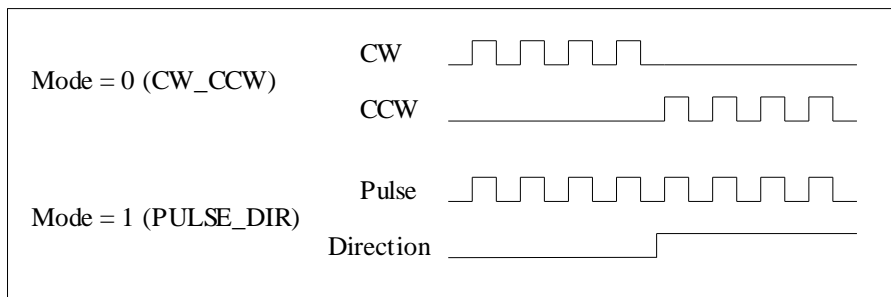 CW
Mode = 0 (CW_CCW)
CCW
Pulse
Mode = 1 (PULSE_DIR)
Direction